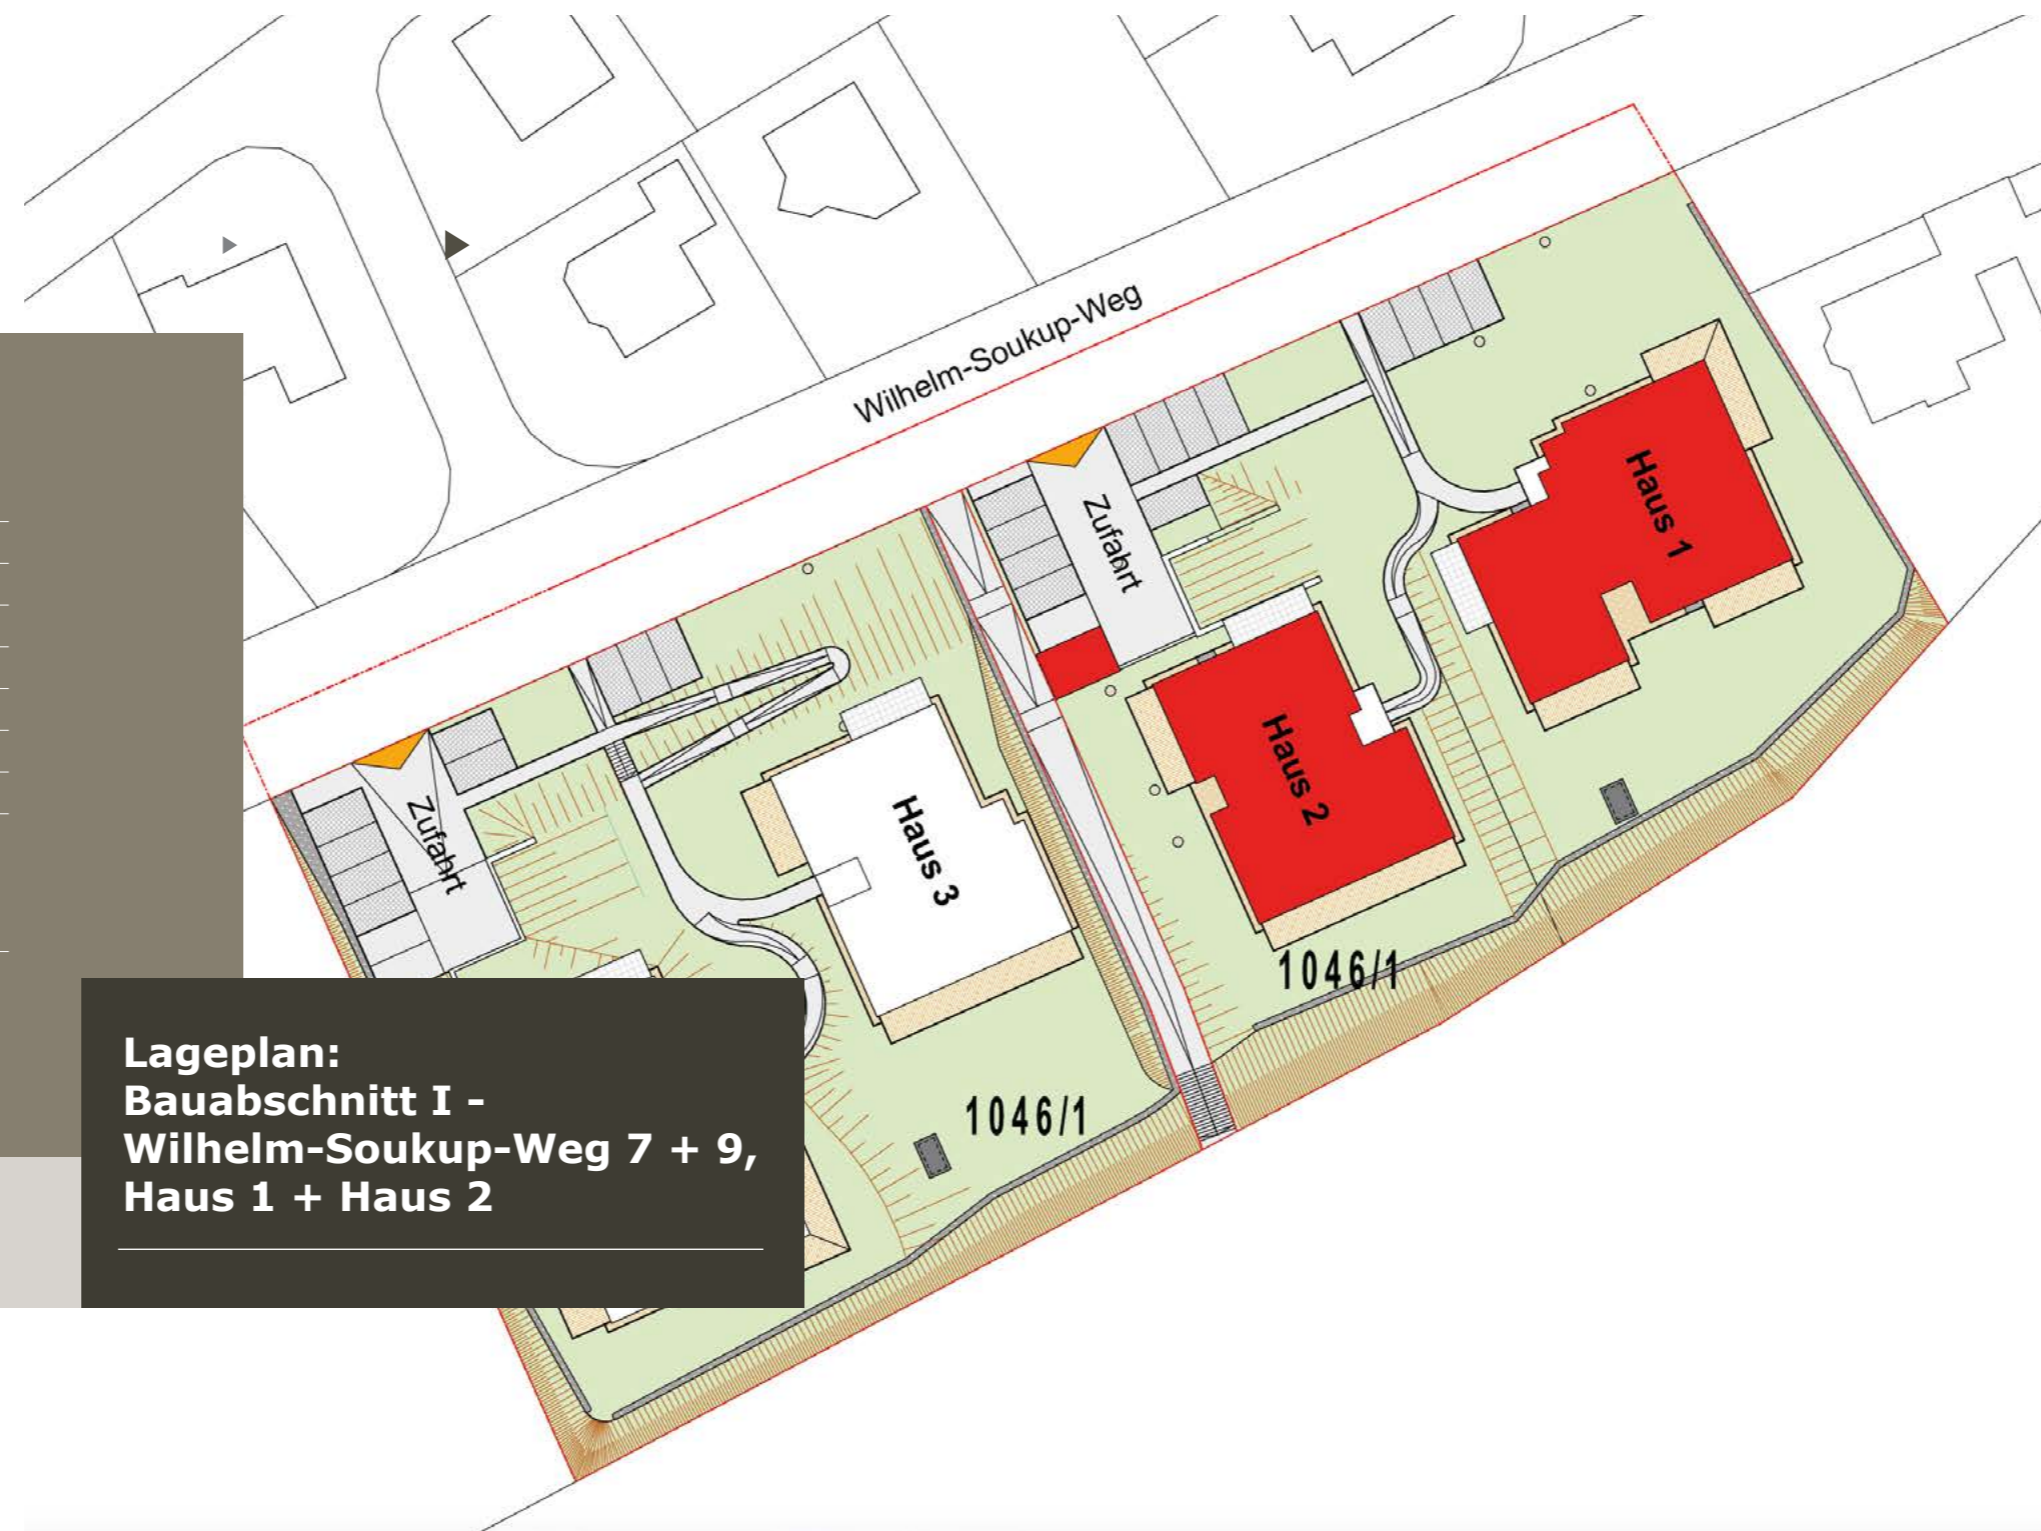 Wilhelm-Soukup-Weg
Zufahrt
Haus 1
Haus 2
Zufahrt
Haus 3
1046/1
1046/1
Lageplan:
Bauabschnitt I -
Wilhelm-Soukup-Weg 7 + 9,
Haus 1 + Haus 2